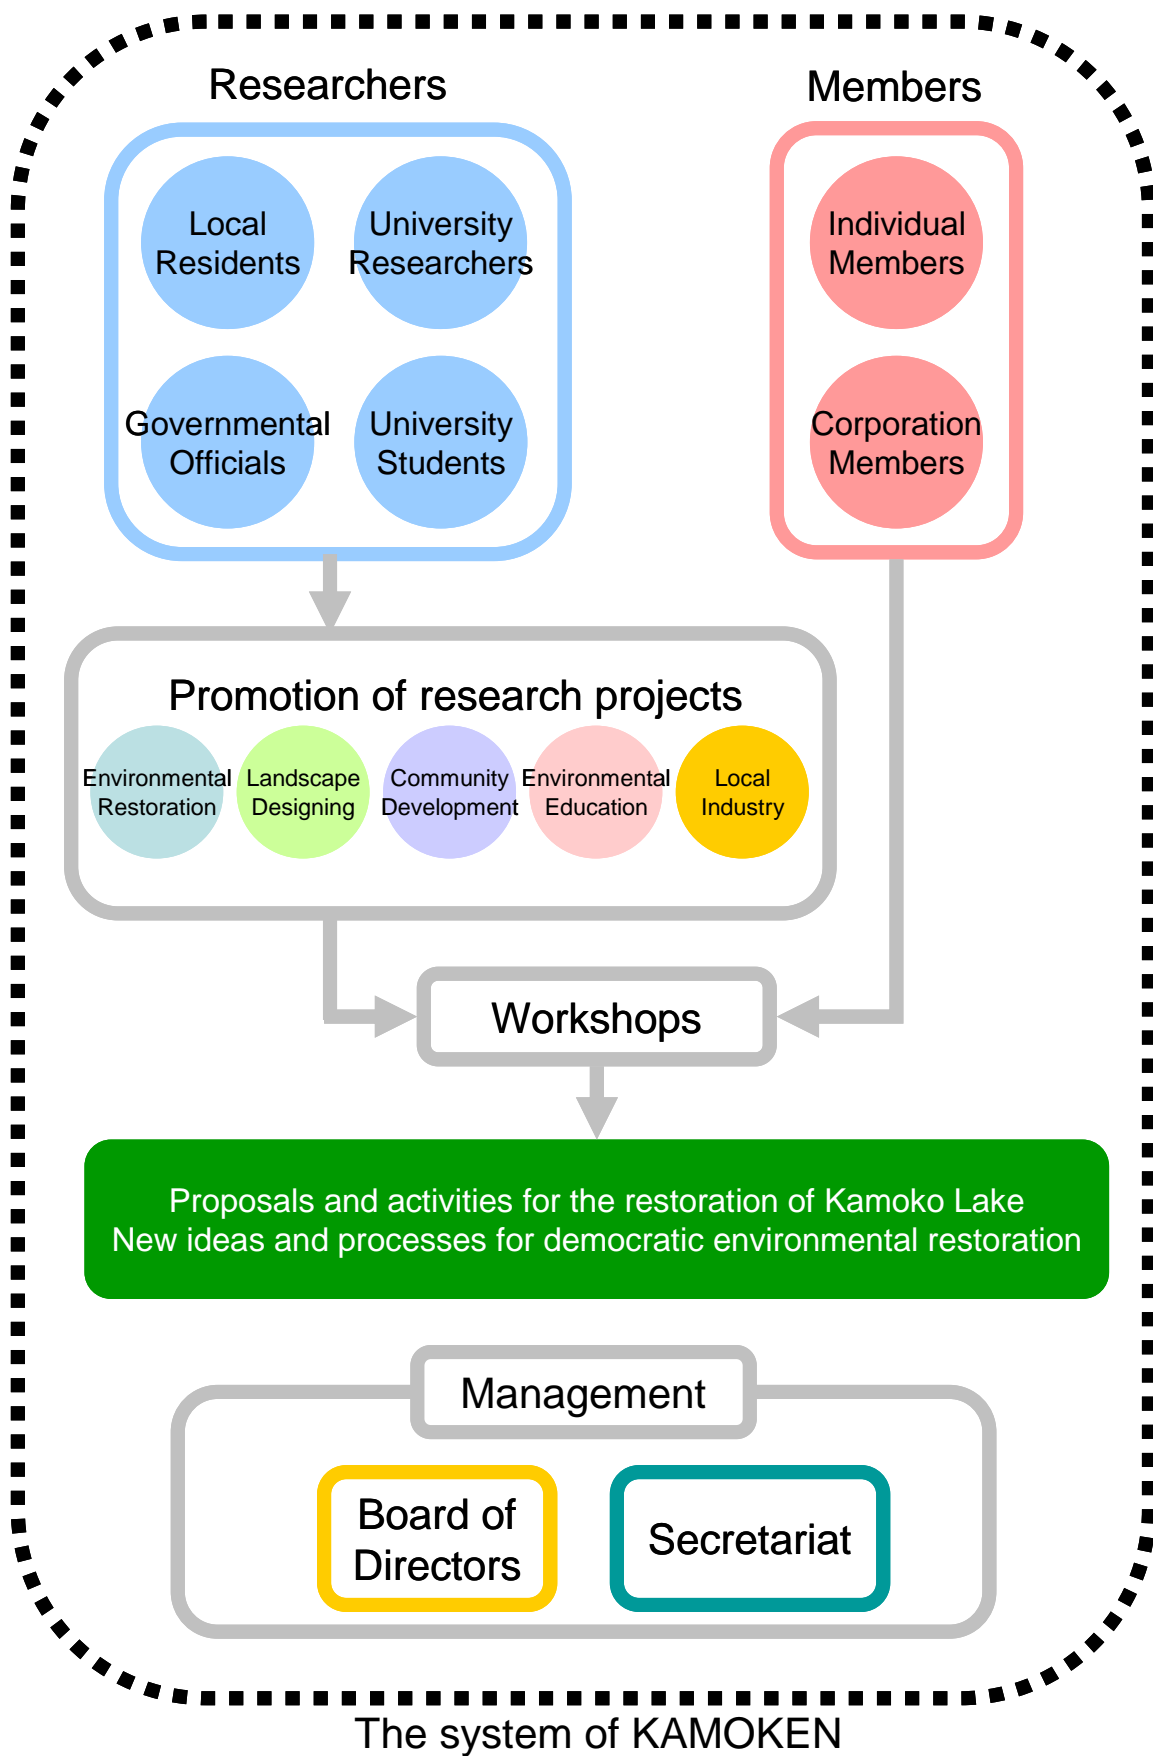 Researchers
Members
Local
Residents
University
Researchers
Individual
Members
Governmental
Officials
University
Students
Corporation
Members
Promotion of research projects
Environmental
Restoration
Landscape
Designing
Community
Development
Environmental
Education
Local
Industry
Workshops
Proposals and activities for the restoration of Kamoko Lake
New ideas and processes for democratic environmental restoration
Management
Board of
Directors
Secretariat
The system of KAMOKEN